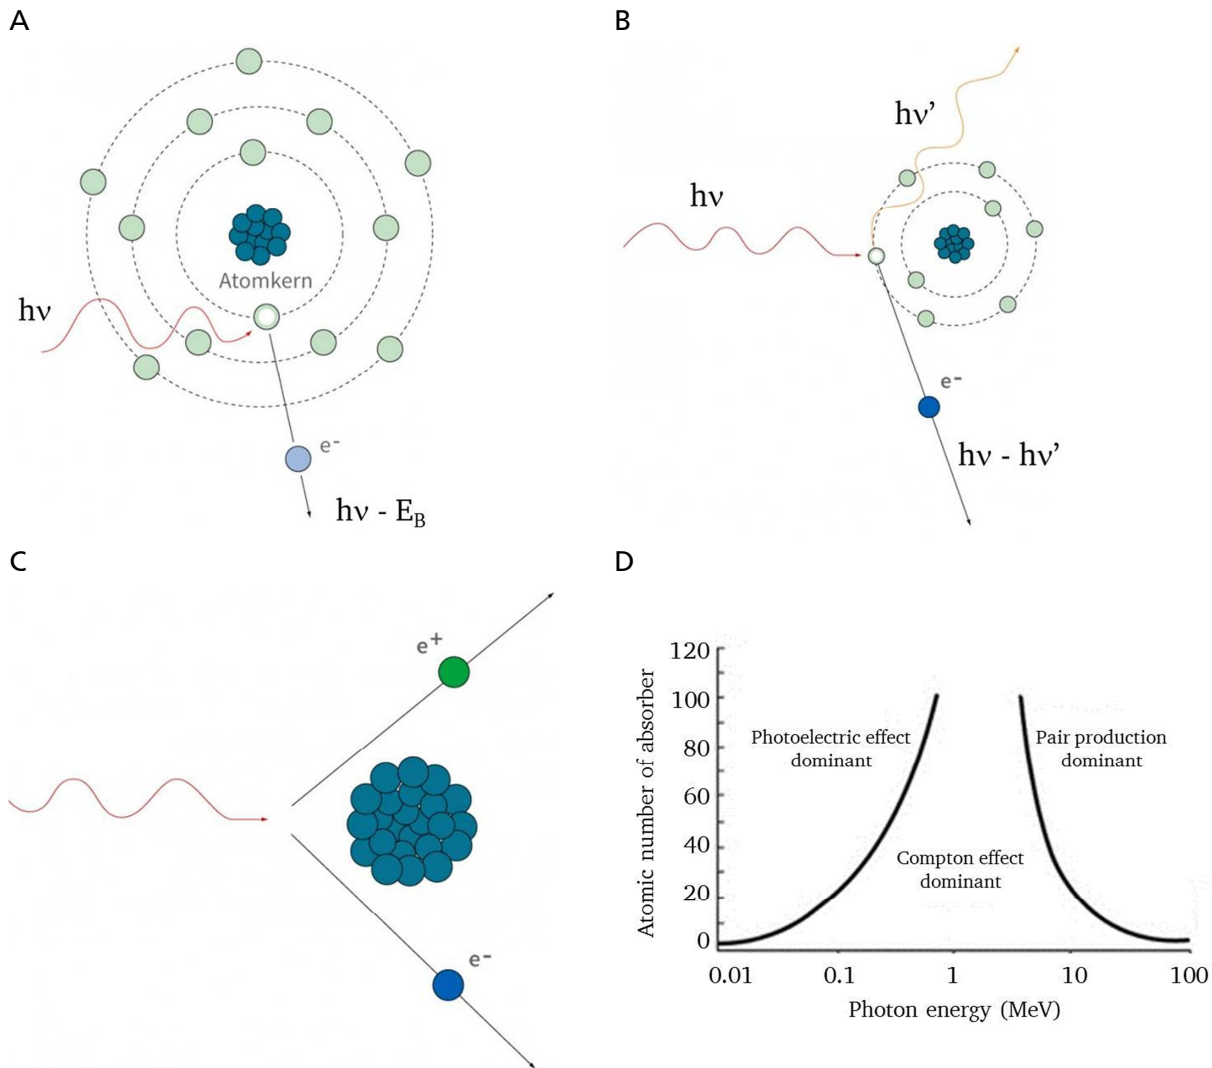 A
Atomkern
hν
e-
hν - EB
B
hν’
hν
e-
hν - hν’
C
e+
e-
D
120
100
80
60
40
20
0
Atomic number of absorber
Photoelectric effect
dominant
Pair production
dominant
Compton effect
dominant
0.01 0.1 1 10 100
Photon energy (MeV)